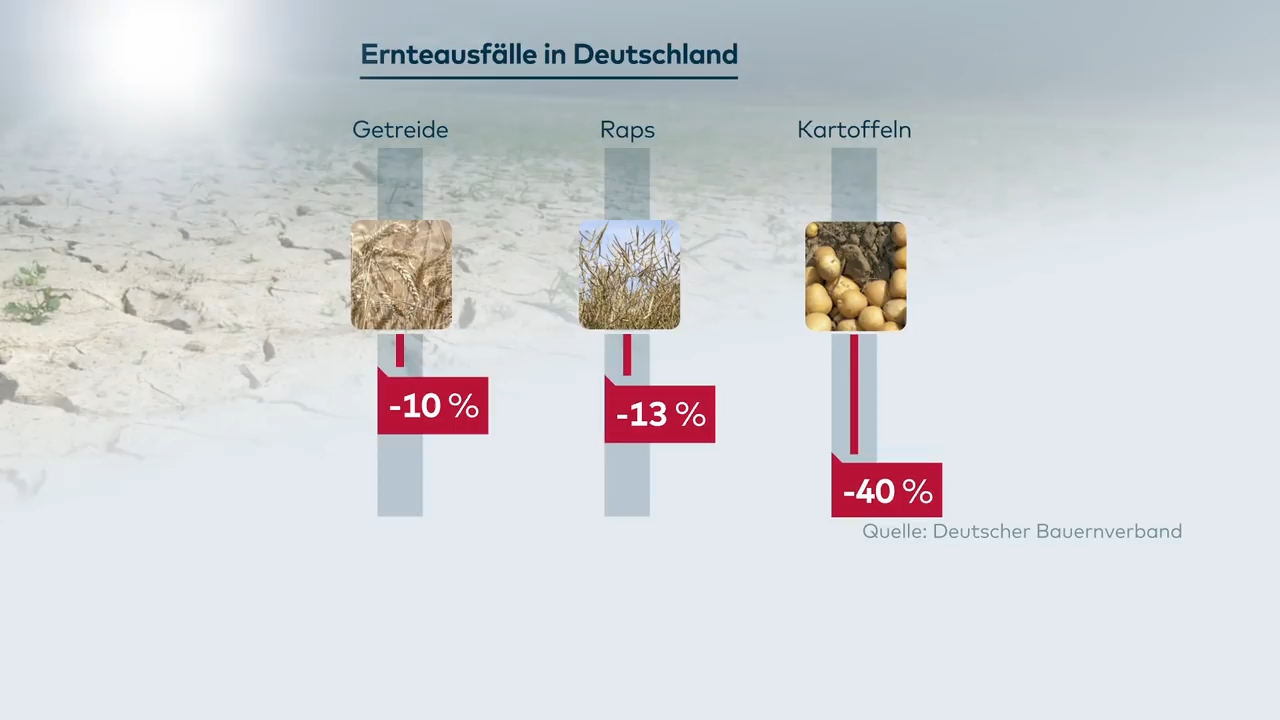 Ernteausfälle in Deutschland
Getreide
Raps
Kartoffeln
-10 %
-13 %
-40 %
Quelle: Deutscher Bauernverband